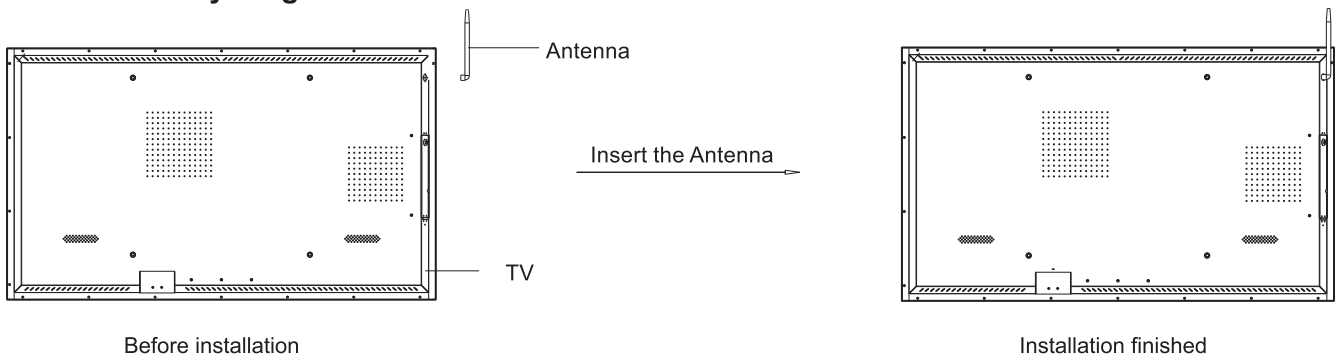 Antenna
Insert the Antenna
TV
Before installation
Installation finished